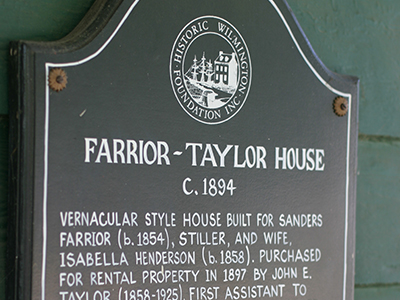 HISTORIC WILMINGTON
FOUNDATION INC
FARRIOR-TAYLOR HOUSE
C. 1894
VERNACULAR STYLE HOUSE BUILT FOR SANDERS
FARRIOR (b. 1854), STILLER, AND WIFE,
ISABELLA HENDERSON (b. 1858). PURCHASED
FOR RENTAL PROPERTY IN 1897 BY JOHN E.
TAYLOR (1858-1925), FIRST ASSISTANT TO